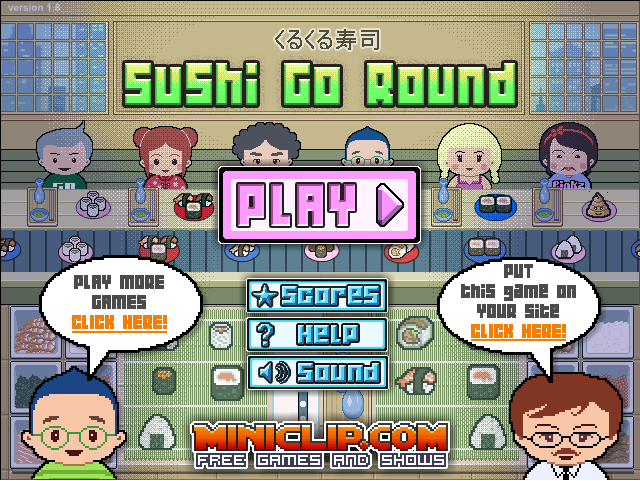 version 1.8
くるくる寿司
Sushi Go Round
PLAY
PLAY MORE
GAMES
CLICK HERE!
PUT
this game on
YOUR SITE
CLICK HERE!
Scores
? Help
Sound
MINICLIP.COM
FREE GAMES AND SHOWS